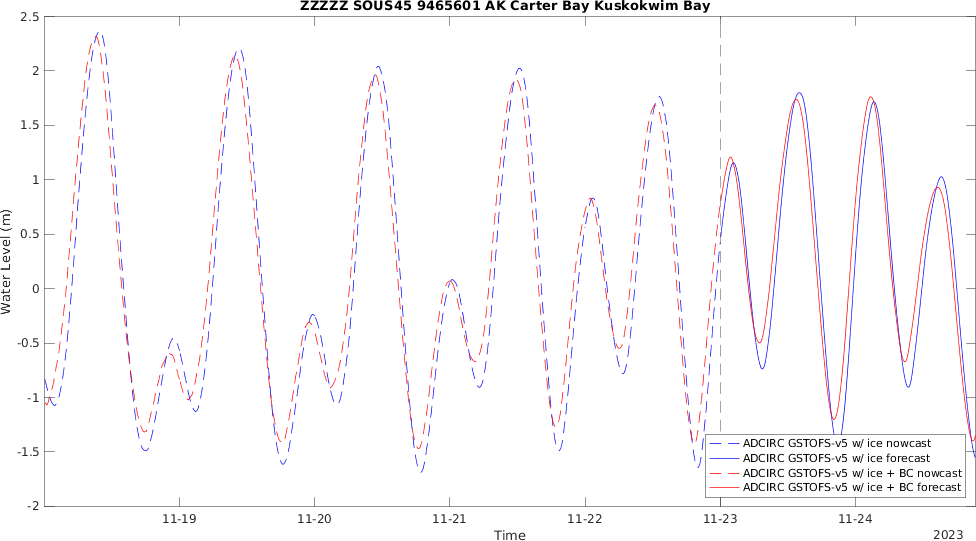 ZZZZZ SOUS45 9465601 AK Carter Bay Kuskokwim Bay
2.5
2
1.5
1
0.5
0
-0.5
-1
-1.5
-2
Water Level (m)
11-19
11-20
11-21
11-22
11-23
11-24
Time
2023
ADCIRC GSTOFS-v5 w/ ice nowcast
ADCIRC GSTOFS-v5 w/ ice forecast
ADCIRC GSTOFS-v5 w/ ice + BC nowcast
ADCIRC GSTOFS-v5 w/ ice + BC forecast